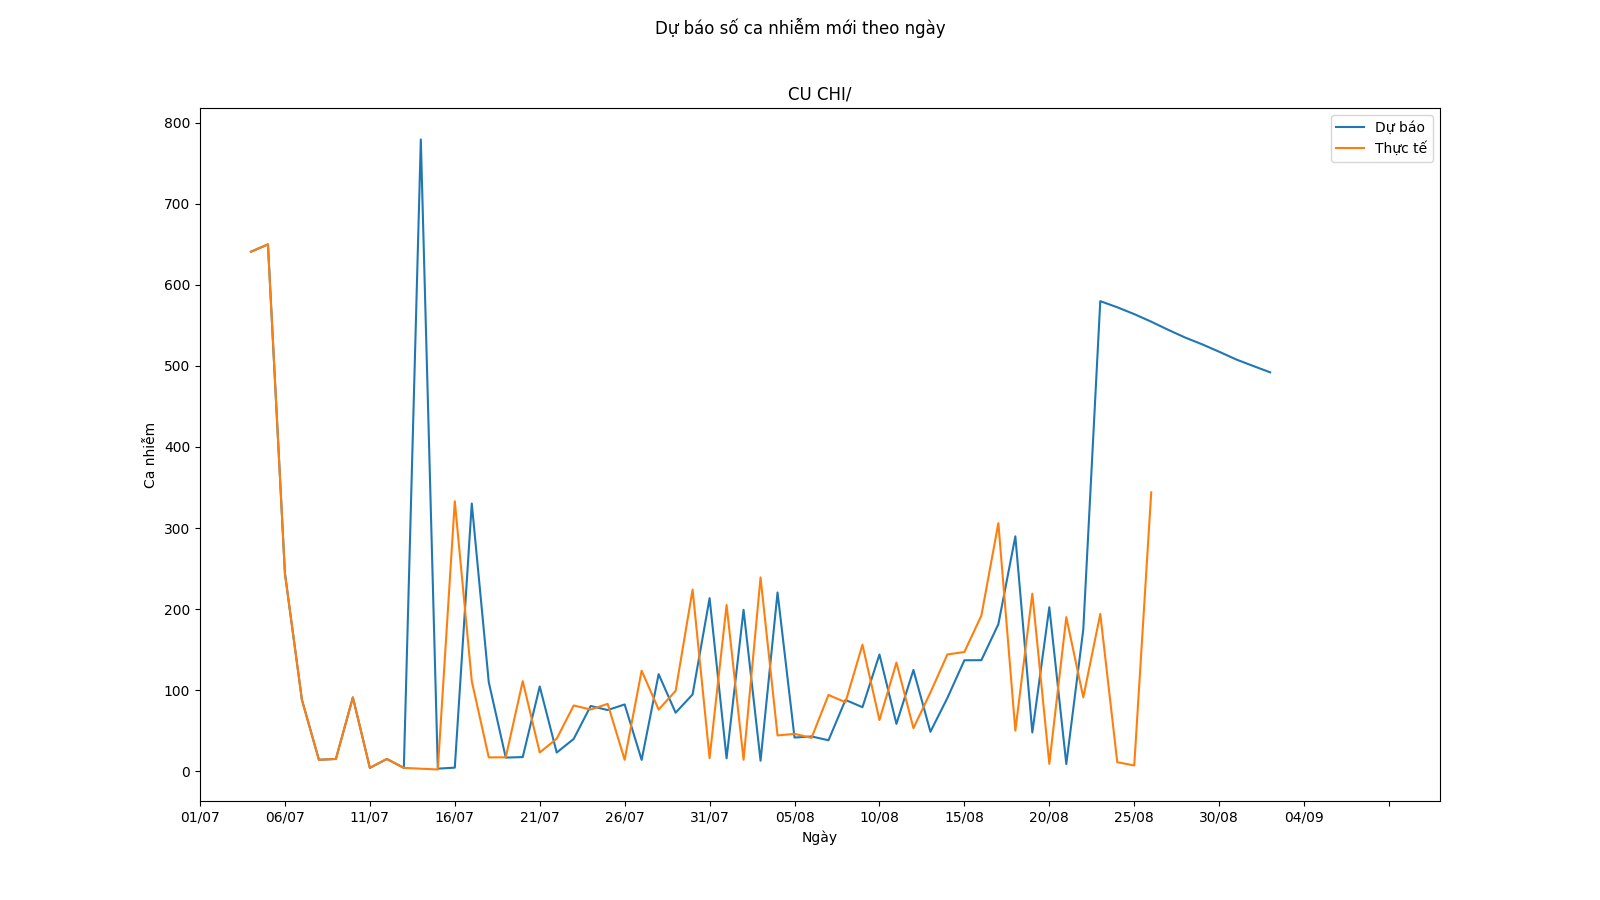 Dự báo số ca nhiễm mới theo ngày
CU CHI/
Dự báo
Thực tế
800
700
600
500
400
300
200
100
0
Ca nhiễm
01/07 06/07 11/07 16/07 21/07 26/07 31/07 05/08 10/08 15/08 20/08 25/08 30/08 04/09
Ngày